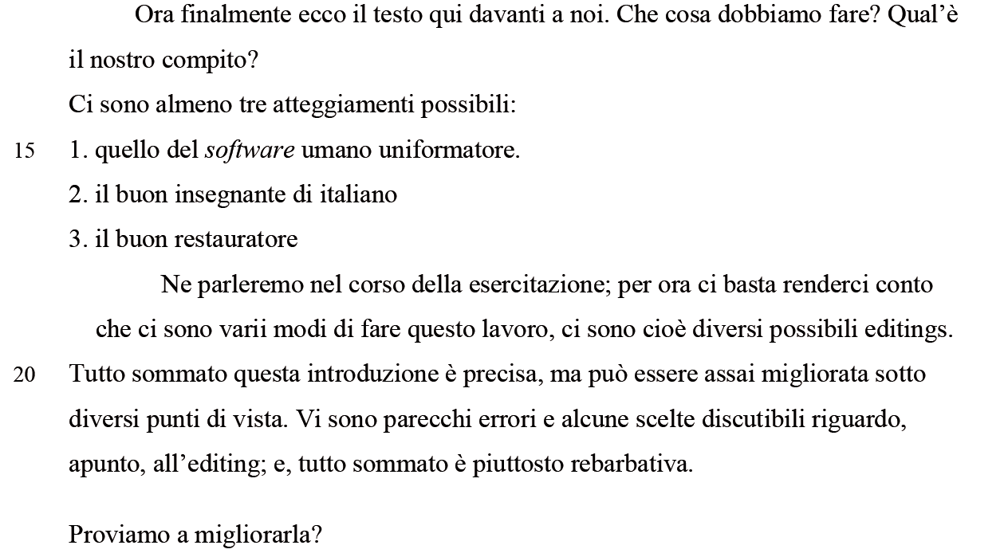 Ora finalmente ecco il testo qui davanti a noi. Che cosa dobbiamo fare? Qual’è
il nostro compito?
Ci sono almeno tre atteggiamenti possibili:
15 1. quello del software umano uniformatore.
2. il buon insegnante di italiano
3. il buon restauratore
Ne parleremo nel corso della esercitazione; per ora ci basta renderci conto
che ci sono varii modi di fare questo lavoro, ci sono cioè diversi possibili editings.
20 Tutto sommato questa introduzione è precisa, ma può essere assai migliorata sotto
diversi punti di vista. Vi sono parecchi errori e alcune scelte discutibili riguardo,
apunto, all’editing; e, tutto sommato è piuttosto rebarbativa.
Proviamo a migliorarla?